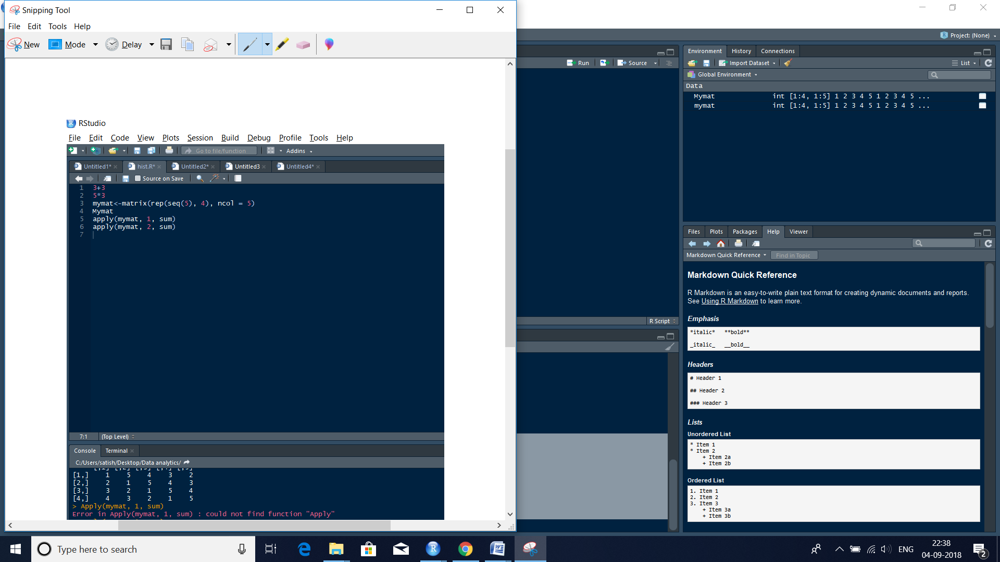 Snipping Tool
File Edit Tools Help
New Mode Delay
RStudio
File Edit Code View Plots Session Build Debug Profile Tools Help
Go to file/function Addins
Untitled1* hist.R* Untitled2* Untitled3 Untitled4*
Source on Save
1 3+3
2 5*3
3 mymat<-matrix(rep(seq(5), 4), ncol = 5)
4 Mymat
5 apply(mymat, 1, sum)
6 apply(mymat, 2, sum)
7
7:1 (Top Level)
Console Terminal
C:/Users/satish/Desktop/Data analytics/
[1,] 1 5 4 3 2
[2,] 2 1 5 4 3
[3,] 3 2 1 5 4
[4,] 4 3 2 1 5
> Apply(mymat, 1, sum)
Error in Apply(mymat, 1, sum) : could not find function "Apply"
Run Source
R Script
Project: (None)
Environment History Connections
Import Dataset List
Global Environment
Data
Mymat int [1:4, 1:5] 1 2 3 4 5 1 2 3 4 5 ...
mymat int [1:4, 1:5] 1 2 3 4 5 1 2 3 4 5 ...
Files Plots Packages Help Viewer
Markdown Quick Reference Find in Topic
Markdown Quick Reference
R Markdown is an easy-to-write plain text format for creating dynamic documents and reports.
See Using R Markdown to learn more.
Emphasis
*italic* **bold**
_italic_ __bold__
Headers
# Header 1
## Header 2
### Header 3
Lists
Unordered List
* Item 1
* Item 2
+ Item 2a
+ Item 2b
Ordered List
1. Item 1
2. Item 2
3. Item 3
+ Item 3a
+ Item 3b
Type here to search
ENG
22:38
04-09-2018
2